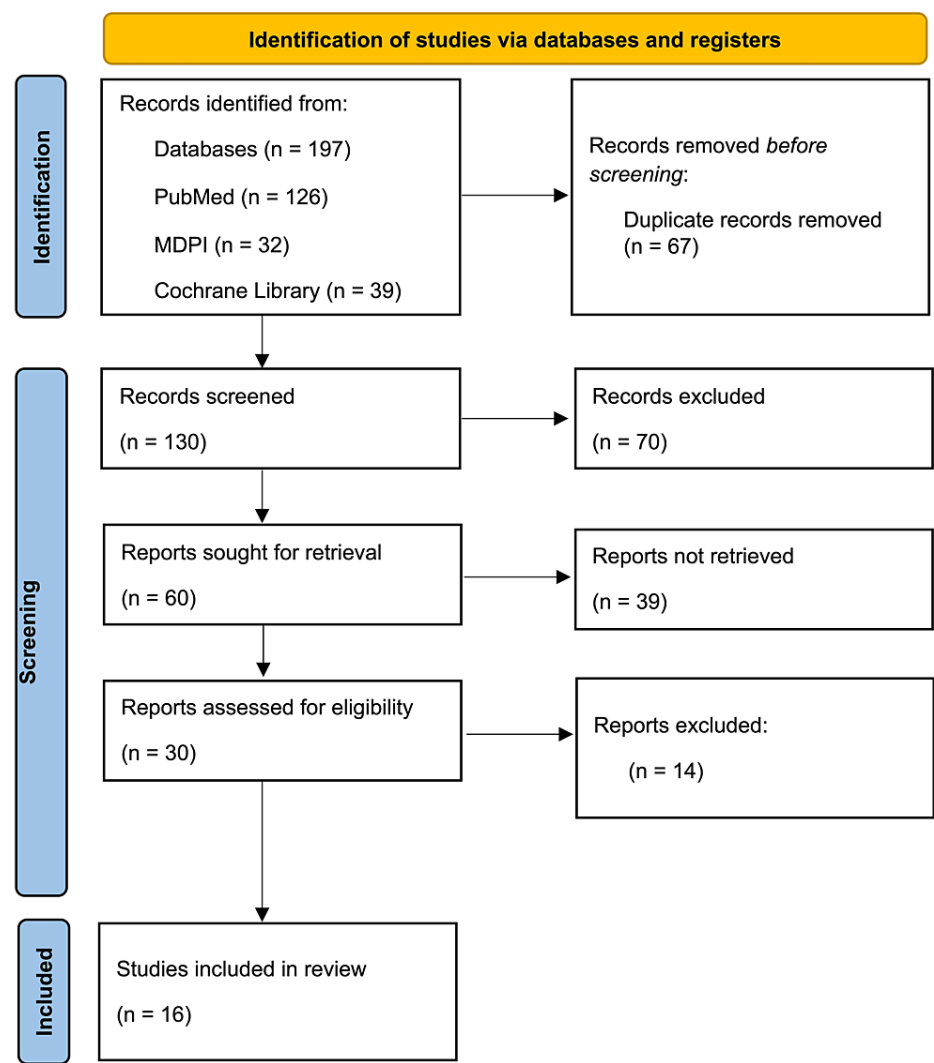 Identification of studies via databases and registers
Identification
Records identified from:
Databases (n = 197)
PubMed (n = 126)
MDPI (n = 32)
Cochrane Library (n = 39)
Records removed before
screening:
Duplicate records removed
(n = 67)
Screening
Records screened
(n = 130)
Records excluded
(n = 70)
Reports sought for retrieval
(n = 60)
Reports not retrieved
(n = 39)
Reports assessed for eligibility
(n = 30)
Reports excluded:
(n = 14)
Included
Studies included in review
(n = 16)